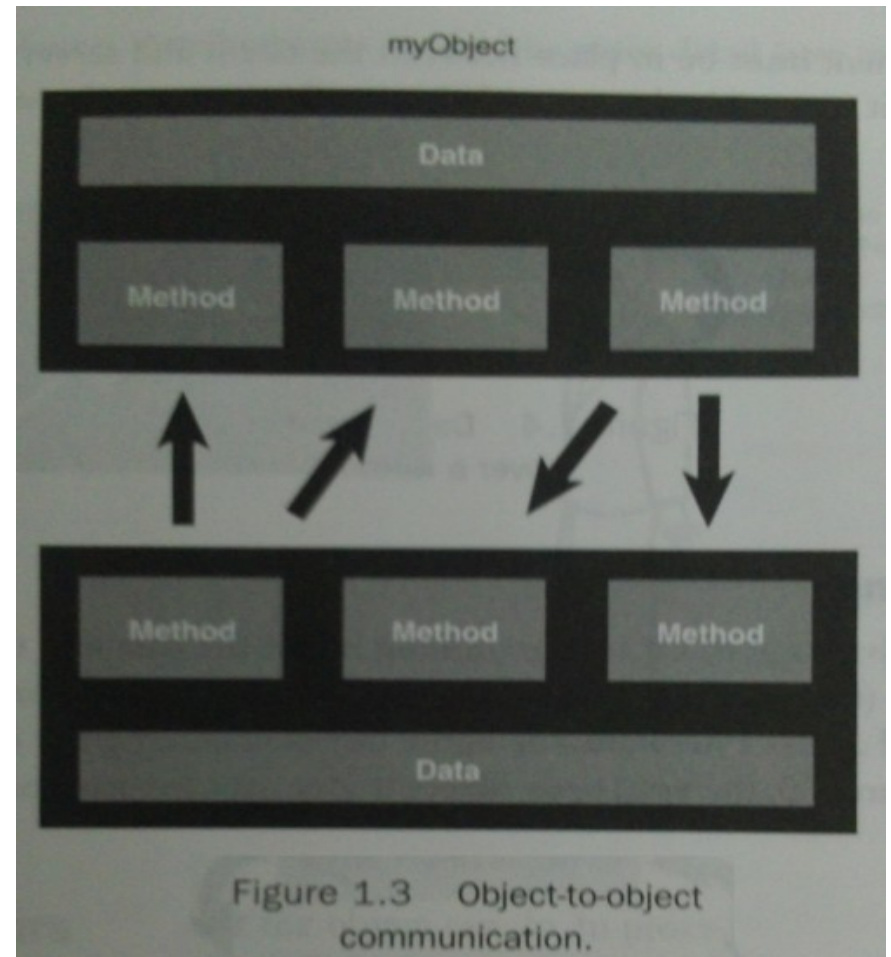 myObject
Data
Method Method Method
Method Method Method
Data
Figure 1.3 Object-to-object
communication.